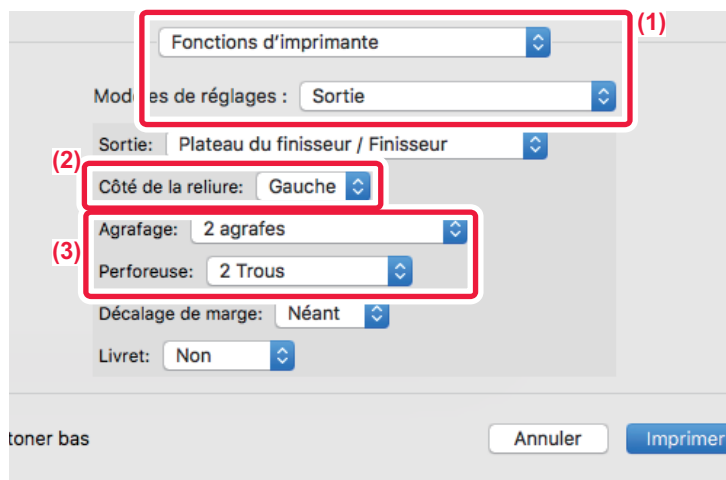 (1)
Fonctions d'imprimante
Modèles de réglages : Sortie
Sortie: Plateau du finisseur / Finisseur
(2)
Côté de la reliure: Gauche
Agrafage: 2 agrafes
(3)
Perforeuse: 2 Trous
Décalage de marge: Néant
Livret: Non
toner bas
Annuler
Imprimer